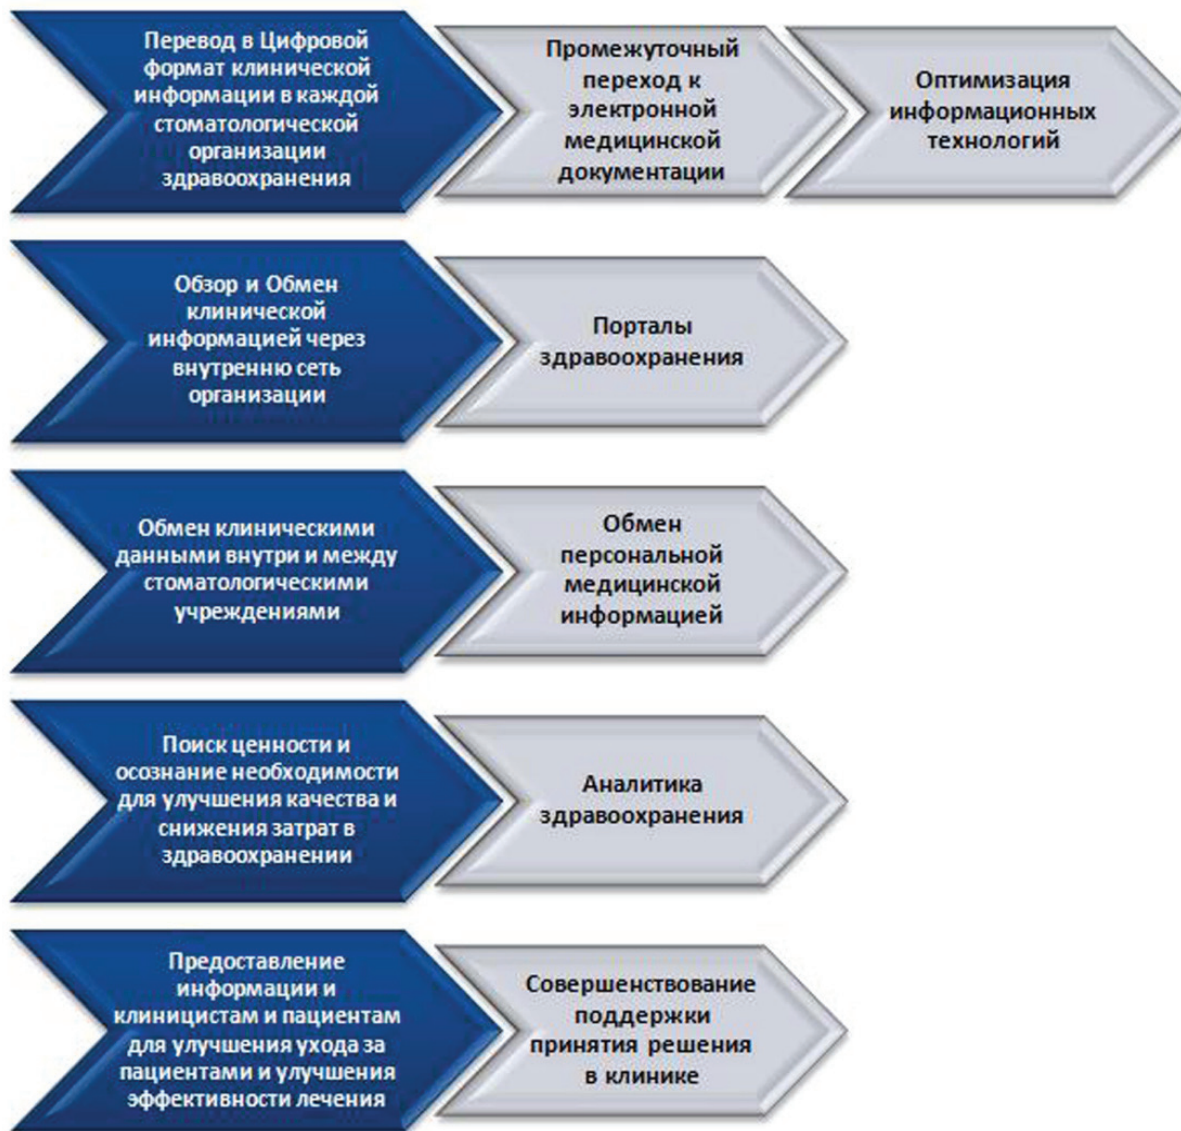 Перевод в Цифровой
формат клинической
информации в каждой
стоматологической
организации
здравоохранения
Промежуточный
переход к
электронной
медицинской
документации
Оптимизация
информационных
технологий
Обзор и Обмен
клинической
информацией через
внутренню сеть
организации
Порталы
здравоохранения
Обмен клиническими
данными внутри и между
стоматологическими
учреждениями
Обмен
персональной
медицинской
информацией
Поиск ценности и
осознание необходимости
для улучшения качества и
снижения затрат в
здравоохранении
Аналитика
здравоохранения
Предоставление
информации и
клиницистам и пациентам
для улучшения ухода за
пациентами и улучшения
эффективности лечения
Совершенствование
поддержки
принятия решения
в клинике